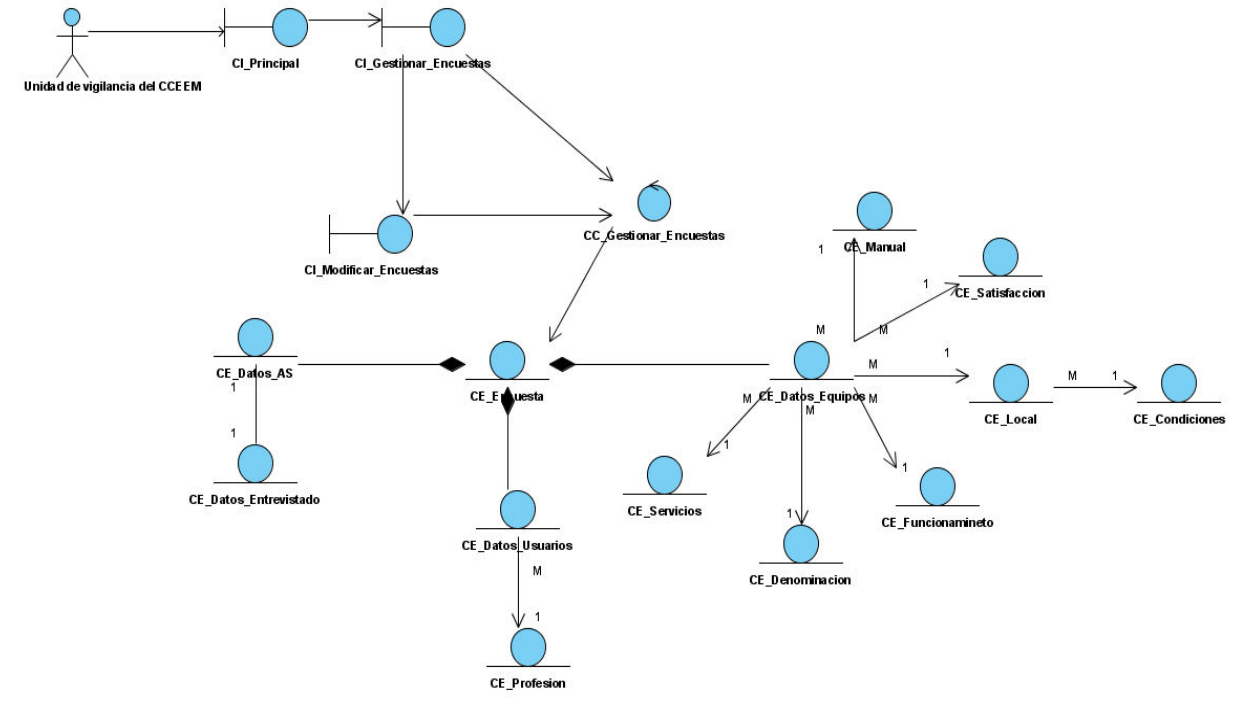 Unidad de vigilancia del CCEEM
CI_Principal
CI_Gestionar_Encuestas
CI_Modificar_Encuestas
CC_Gestionar_Encuestas
CE_Manual
1
CE_Satisfaccion
1
M
M
CE_Datos_AS
1
1
CE_Datos_Entrevistado
CE_Encuesta
CE_Datos_Equipos
M
1
CE_Local
M
1
CE_Condiciones
M
1
CE_Servicios
M
1
CE_Denominacion
M
1
CE_Funcionamineto
CE_Datos_Usuarios
M
1
CE_Profesion